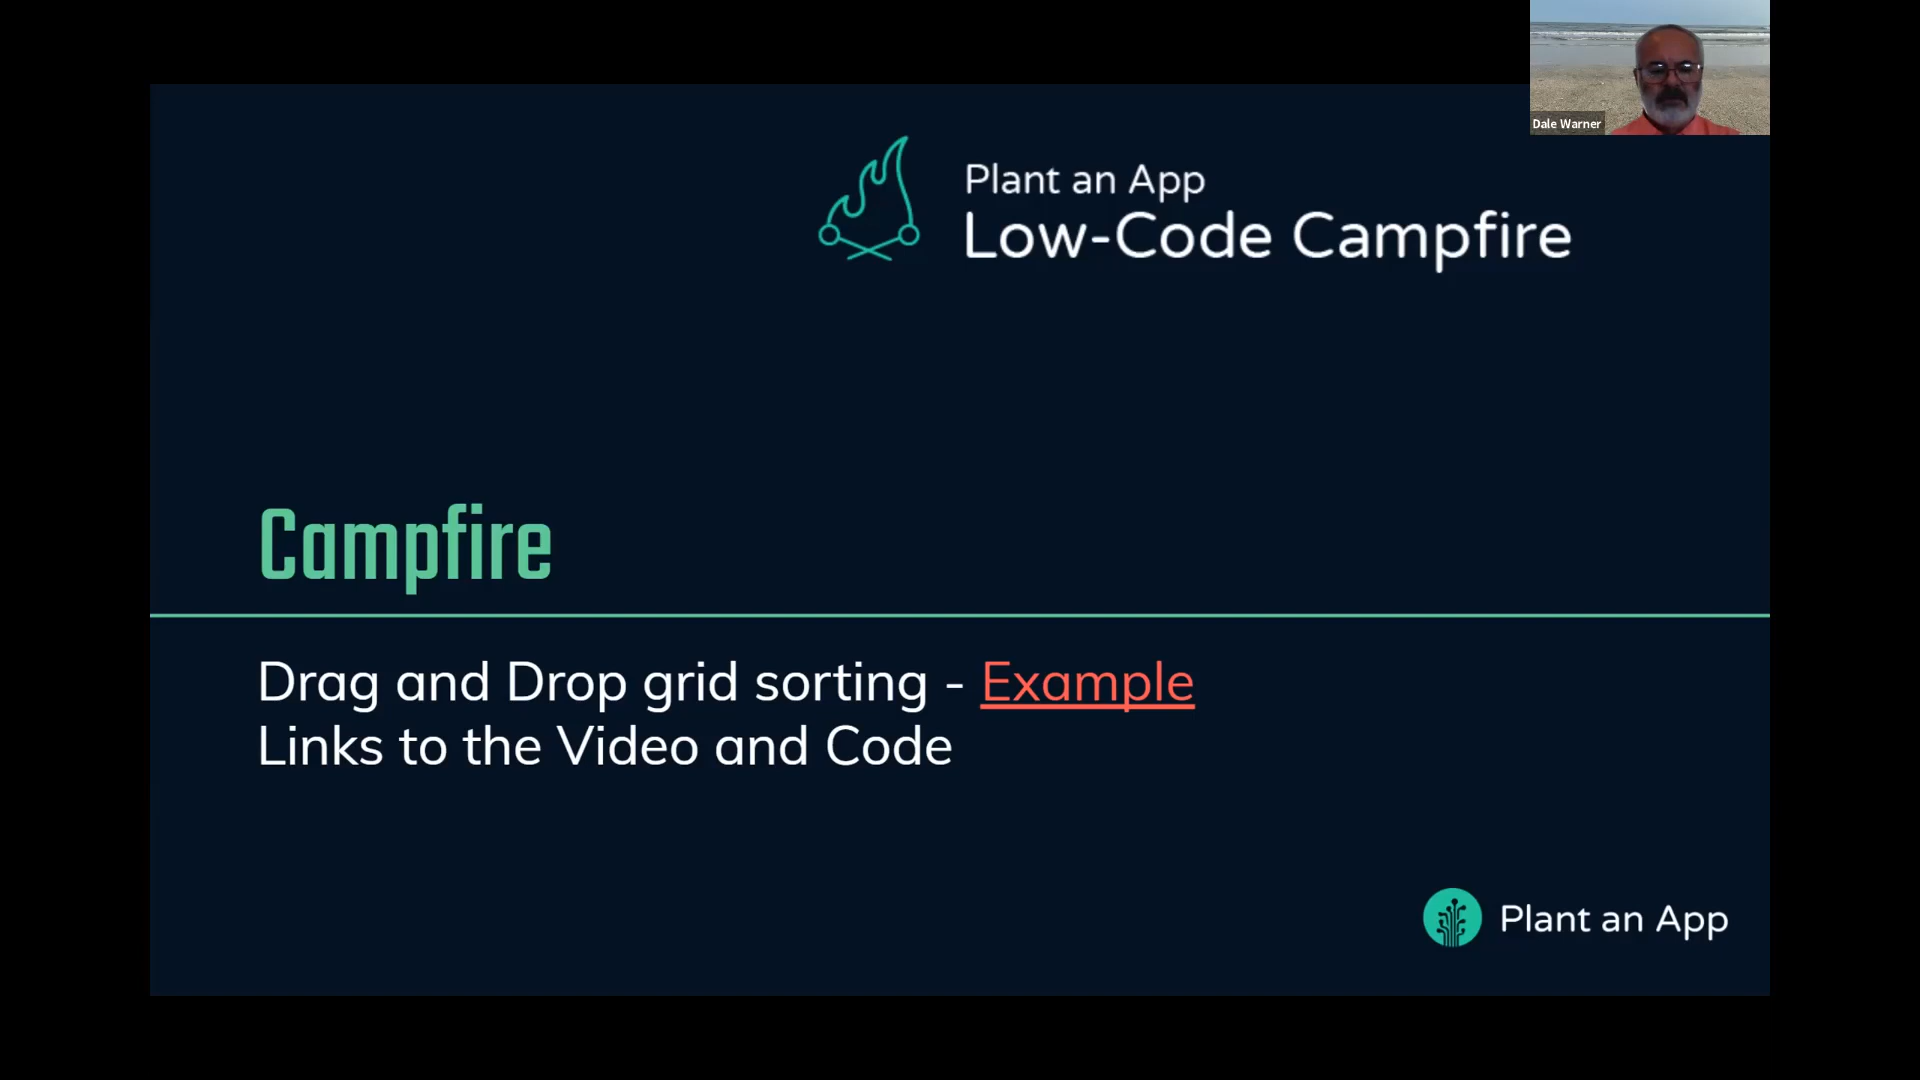 Dale Warner
Plant an App
Low-Code Campfire
Campfire
Drag and Drop grid sorting - Example
Links to the Video and Code
Plant an App